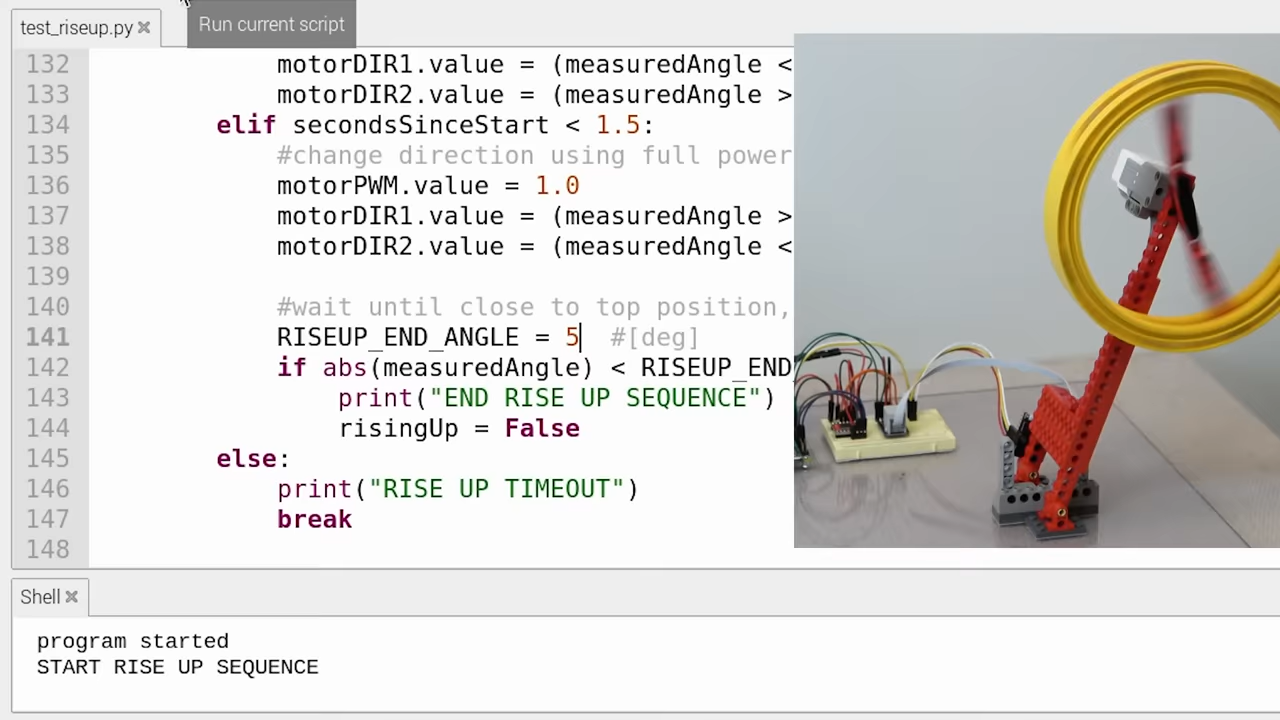 test_riseup.py
Run current script
132 motorDIR1.value = (measuredAngle <
133 motorDIR2.value = (measuredAngle >
134 elif secondsSinceStart < 1.5:
135 #change direction using full power
136 motorPWM.value = 1.0
137 motorDIR1.value = (measuredAngle >
138 motorDIR2.value = (measuredAngle <
139
140 #wait until close to top position,
141 RISEUP_END_ANGLE = 5 #[deg]
142 if abs(measuredAngle) < RISEUP_END
143 print("END RISE UP SEQUENCE")
144 risingUp = False
145 else:
146 print("RISE UP TIMEOUT")
147 break
148
Shell
program started
START RISE UP SEQUENCE